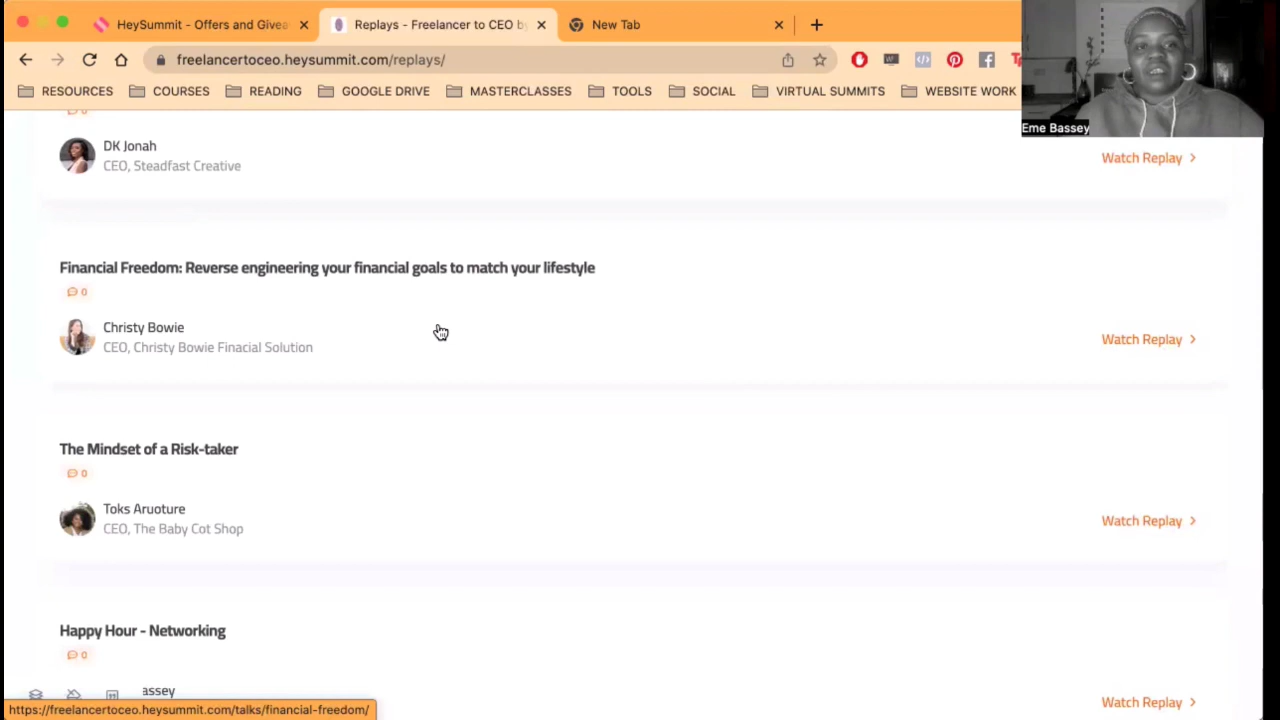 HeySummit - Offers and Givea
Replays - Freelancer to CEO by
New Tab
freelancertoceo.heysummit.com/replays/
RESOURCES
COURSES
READING
GOOGLE DRIVE
MASTERCLASSES
TOOLS
SOCIAL
VIRTUAL SUMMITS
WEBSITE WORK
Eme Bassey
0
DK Jonah
CEO, Steadfast Creative
Watch Replay
Financial Freedom: Reverse engineering your financial goals to match your lifestyle
0
Christy Bowie
CEO, Christy Bowie Finacial Solution
Watch Replay
The Mindset of a Risk-taker
0
Toks Aruoture
CEO, The Baby Cot Shop
Watch Replay
Happy Hour - Networking
0
assey
Watch Replay
https://freelancertoceo.heysummit.com/talks/financial-freedom/